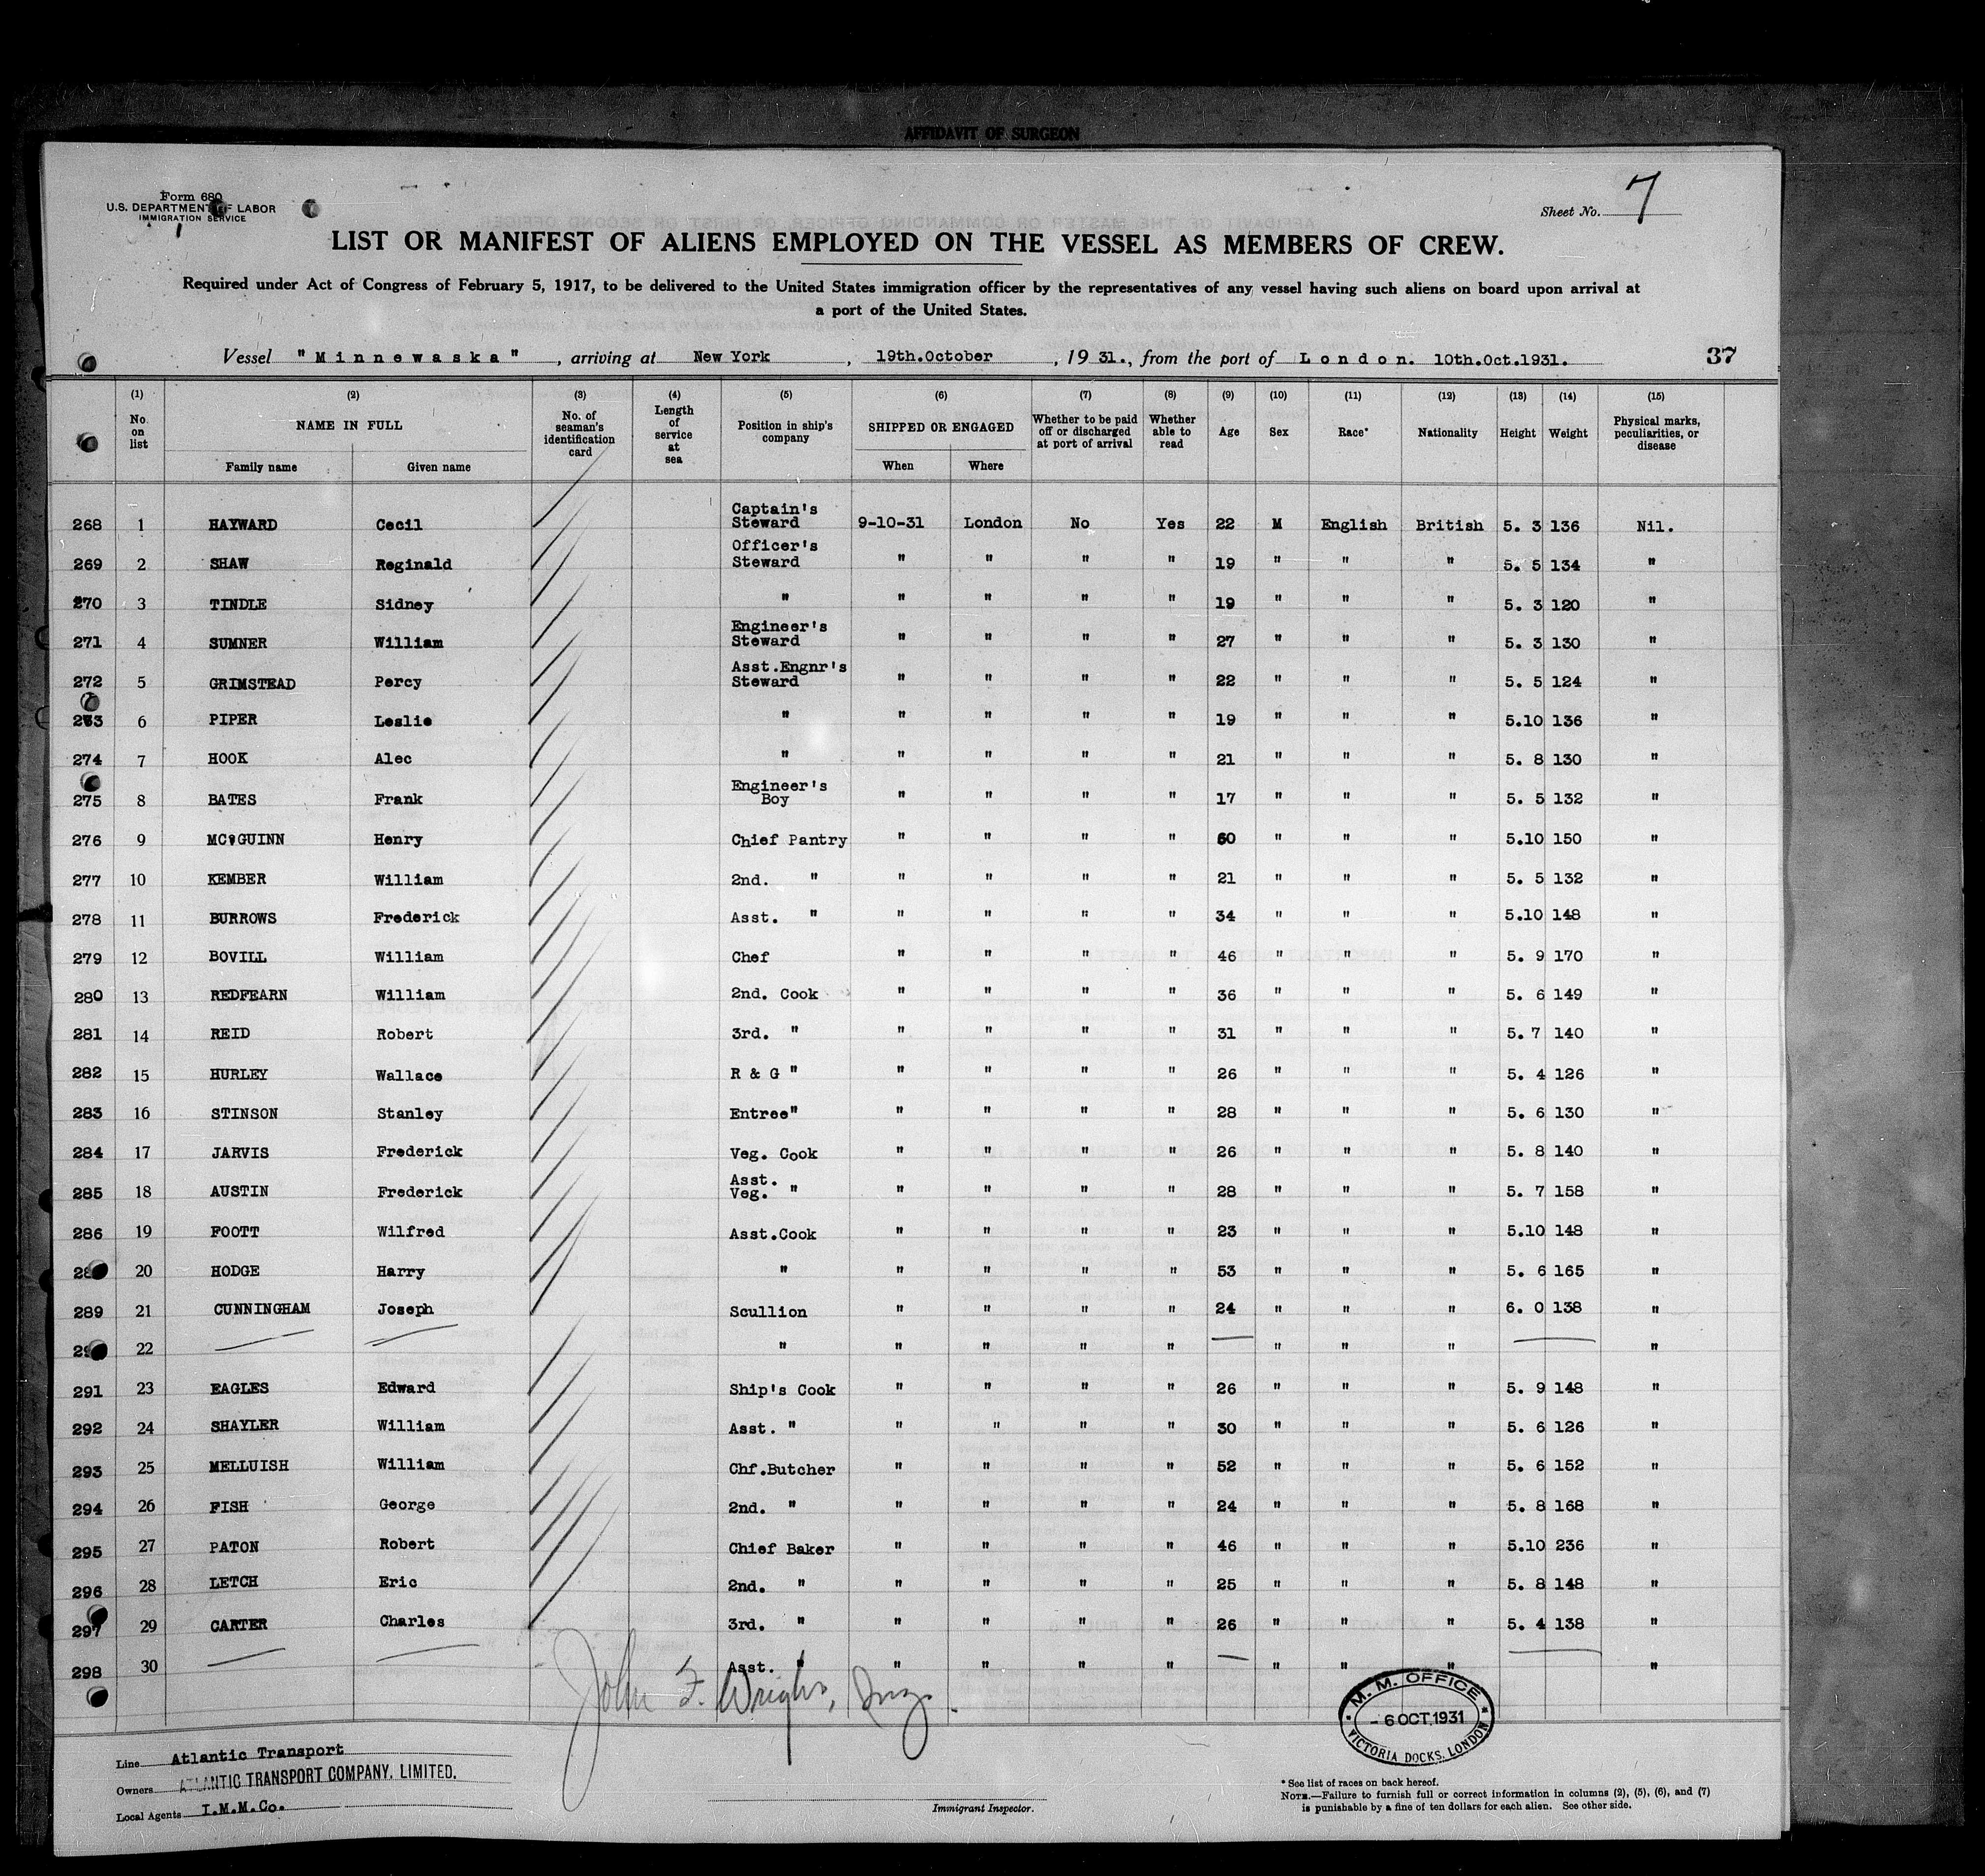 AFFIDAVIT OF SURGEON
Form 680
U.S. DEPARTMENT OF LABOR
IMMIGRATION SERVICE
Sheet No. 7
LIST OR MANIFEST OF ALIENS EMPLOYED ON THE VESSEL AS MEMBERS OF CREW.
Required under Act of Congress of February 5, 1917, to be delivered to the United States immigration officer by the representatives of any vessel having such aliens on board upon arrival at
a port of the United States.
Vessel "Minnewaska", arriving at New York, 19th.October, 1931., from the port of London. 10th.Oct.1931. 37
(1) (2) (3) (4) (5) (6) (7) (8) (9) (10) (11) (12) (13) (14) (15)
No. on list NAME IN FULL No. of seaman's identification card Length of service at sea Position in ship's company SHIPPED OR ENGAGED Whether to be paid off or discharged at port of arrival Whether able to read Age Sex Race* Nationality Height Weight Physical marks, peculiarities, or disease
Family name Given name When Where
268 1 HAYWARD Cecil Captain's Steward 9-10-31 London No Yes 22 M English British 5. 3 136 Nil.
269 2 SHAW Reginald Officer's Steward " " " " 19 " " " 5. 5 134 "
270 3 TINDLE Sidney " " " " " 19 " " " 5. 3 120 "
271 4 SUMNER William Engineer's Steward " " " " 27 " " " 5. 3 130 "
272 5 GRIMSTEAD Percy Asst.Engnr's Steward " " " " 22 " " " 5. 5 124 "
273 6 PIPER Leslie " " " " " 19 " " " 5.10 136 "
274 7 HOOK Alec " " " " " 21 " " " 5. 8 130 "
275 8 BATES Frank Engineer's Boy " " " " 17 " " " 5. 5 132 "
276 9 MC'GUINN Henry Chief Pantry " " " " 60 " " " 5.10 150 "
277 10 KEMBER William 2nd. " " " " " 21 " " " 5. 5 132 "
278 11 BURROWS Frederick Asst. " " " " " 34 " " " 5.10 148 "
279 12 BOVILL William Chef " " " " 46 " " " 5. 9 170 "
280 13 REDFEARN William 2nd. Cook " " " " 36 " " " 5. 6 149 "
281 14 REID Robert 3rd. " " " " " 31 " " " 5. 7 140 "
282 15 HURLEY Wallace R & G " " " " " 26 " " " 5. 4 126 "
283 16 STINSON Stanley Entree" " " " " 28 " " " 5. 6 130 "
284 17 JARVIS Frederick Veg. Cook " " " " 26 " " " 5. 8 140 "
285 18 AUSTIN Frederick Asst. Veg. " " " " " 28 " " " 5. 7 158 "
286 19 FOOTT Wilfred Asst.Cook " " " " 23 " " " 5.10 148 "
20 HODGE Harry " " " " " 53 " " " 5. 6 165 "
289 21 CUNNINGHAM Joseph Scullion " " " " 24 " " " 6. 0 138 "
22 " " " " " " " " "
291 23 EAGLES Edward Ship's Cook " " " " 26 " " " 5. 9 148 "
292 24 SHAYLER William Asst. " " " " " 30 " " " 5. 6 126 "
293 25 MELLUISH William Chf.Butcher " " " " 52 " " " 5. 6 152 "
294 26 FISH George 2nd. " " " " " 24 " " " 5. 8 168 "
295 27 PATON Robert Chief Baker " " " " 46 " " " 5.10 236 "
296 28 LETCH Eric 2nd. " " " " " 25 " " " 5. 8 148 "
297 29 CARTER Charles 3rd. " " " " " 26 " " " 5. 4 138 "
298 30 Asst. " " " " " " " " "
John F. Wright, Insp.
M. M. OFFICE
- 6 OCT.1931
VICTORIA DOCKS, LONDON
Line Atlantic Transport
Owners ATLANTIC TRANSPORT COMPANY, LIMITED.
Local Agents I.M.M.Co.
Immigrant Inspector.
* See list of races on back hereof.
NOTE.—Failure to furnish full or correct information in columns (2), (5), (6), and (7)
is punishable by a fine of ten dollars for each alien. See other side.